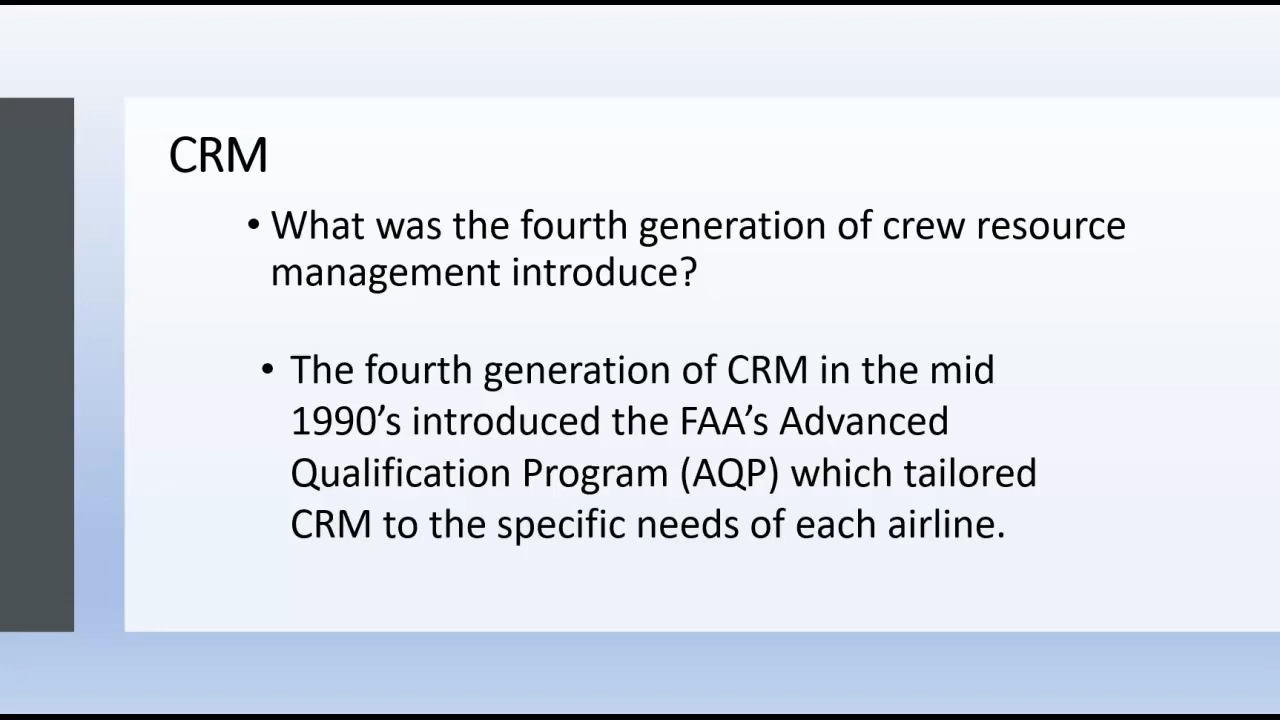 CRM
• What was the fourth generation of crew resource
management introduce?
• The fourth generation of CRM in the mid
1990’s introduced the FAA’s Advanced
Qualification Program (AQP) which tailored
CRM to the specific needs of each airline.